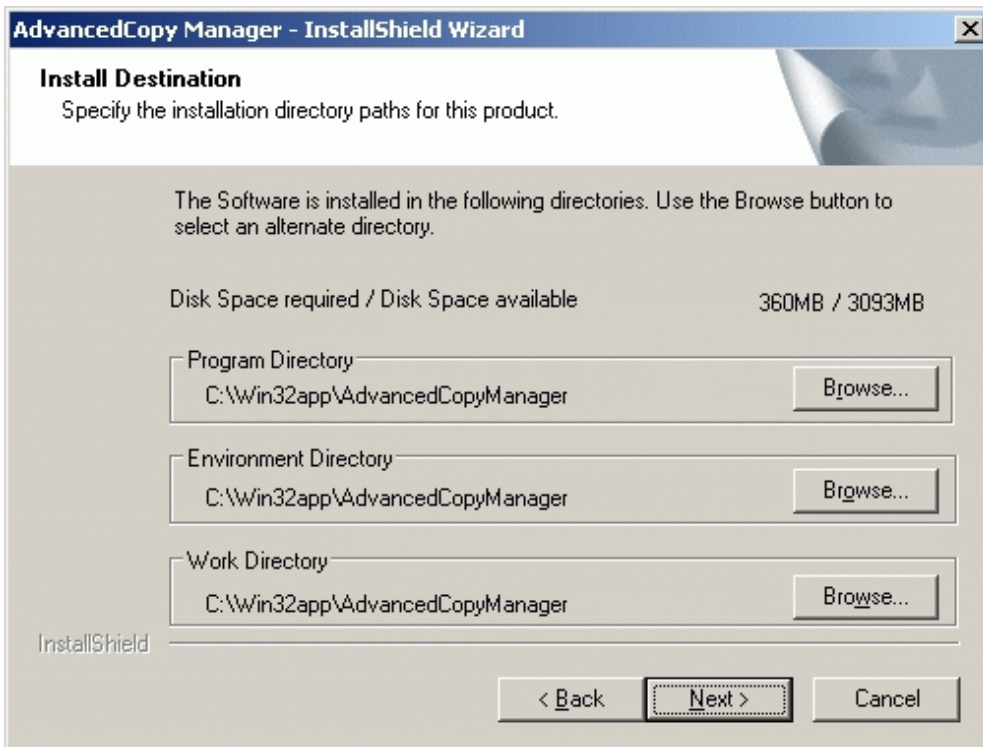 AdvancedCopy Manager - InstallShield Wizard
Install Destination
Specify the installation directory paths for this product.
The Software is installed in the following directories. Use the Browse button to
select an alternate directory.
Disk Space required / Disk Space available 360MB / 3093MB
Program Directory
C:\Win32app\AdvancedCopyManager Browse...
Environment Directory
C:\Win32app\AdvancedCopyManager Browse...
Work Directory
C:\Win32app\AdvancedCopyManager Browse...
InstallShield
< Back Next > Cancel